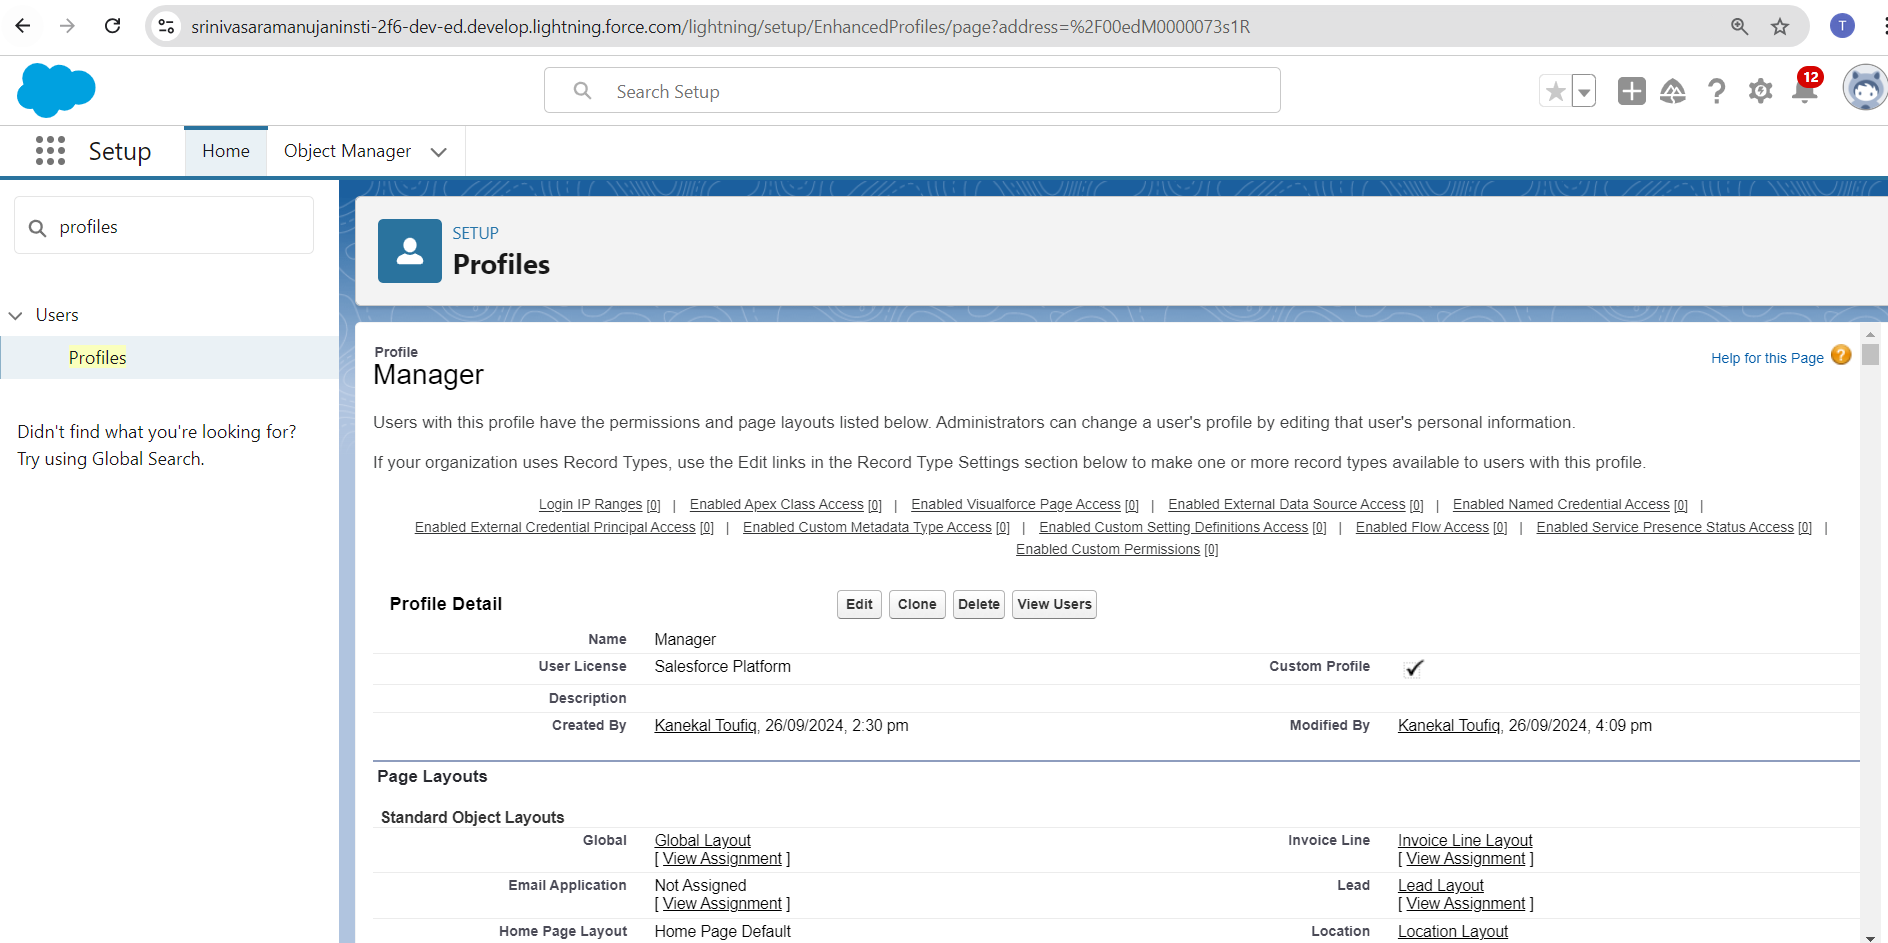 srinivasaramanujaninsti-2f6-dev-ed.develop.lightning.force.com/lightning/setup/EnhancedProfiles/page?address=%2F00edM0000073s1R
T
Search Setup
12
Setup
Home
Object Manager
profiles
Users
Profiles
Didn't find what you're looking for?
Try using Global Search.
SETUP
Profiles
Profile
Manager
Help for this Page ?
Users with this profile have the permissions and page layouts listed below. Administrators can change a user's profile by editing that user's personal information.
If your organization uses Record Types, use the Edit links in the Record Type Settings section below to make one or more record types available to users with this profile.
Login IP Ranges [0] | Enabled Apex Class Access [0] | Enabled Visualforce Page Access [0] | Enabled External Data Source Access [0] | Enabled Named Credential Access [0] |
Enabled External Credential Principal Access [0] | Enabled Custom Metadata Type Access [0] | Enabled Custom Setting Definitions Access [0] | Enabled Flow Access [0] | Enabled Service Presence Status Access [0] |
Enabled Custom Permissions [0]
Profile Detail Edit Clone Delete View Users
Name Manager
User License Salesforce Platform Custom Profile ✓
Description
Created By Kanekal Toufiq, 26/09/2024, 2:30 pm Modified By Kanekal Toufiq, 26/09/2024, 4:09 pm
Page Layouts
Standard Object Layouts
Global Global Layout Invoice Line Invoice Line Layout
[ View Assignment ] [ View Assignment ]
Email Application Not Assigned Lead Lead Layout
[ View Assignment ] [ View Assignment ]
Home Page Layout Home Page Default Location Location Layout